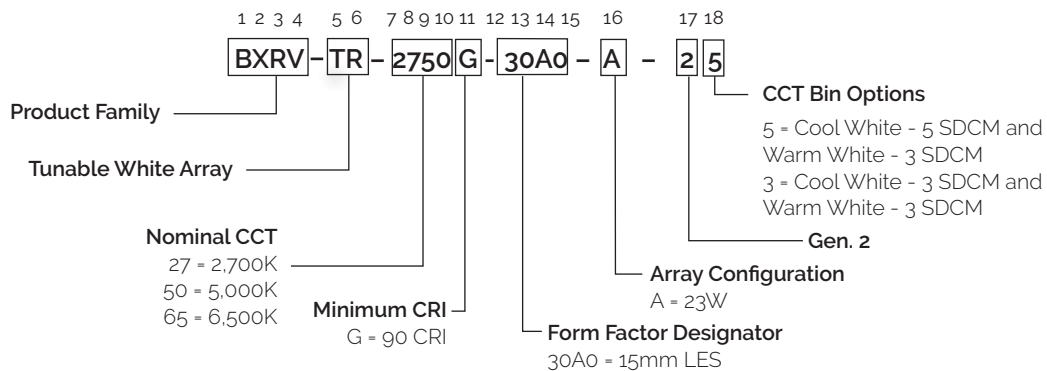 1 2 3 4 5 6 7 8 9 10 11 12 13 14 15 16 17 18
BXRV – TR – 2750 G - 30A0 – A – 2 5
Product Family
Tunable White Array
Nominal CCT
27 = 2,700K
50 = 5,000K
65 = 6,500K
Minimum CRI
G = 90 CRI
Form Factor Designator
30A0 = 15mm LES
Array Configuration
A = 23W
Gen. 2
CCT Bin Options
5 = Cool White - 5 SDCM and
Warm White - 3 SDCM
3 = Cool White - 3 SDCM and
Warm White - 3 SDCM